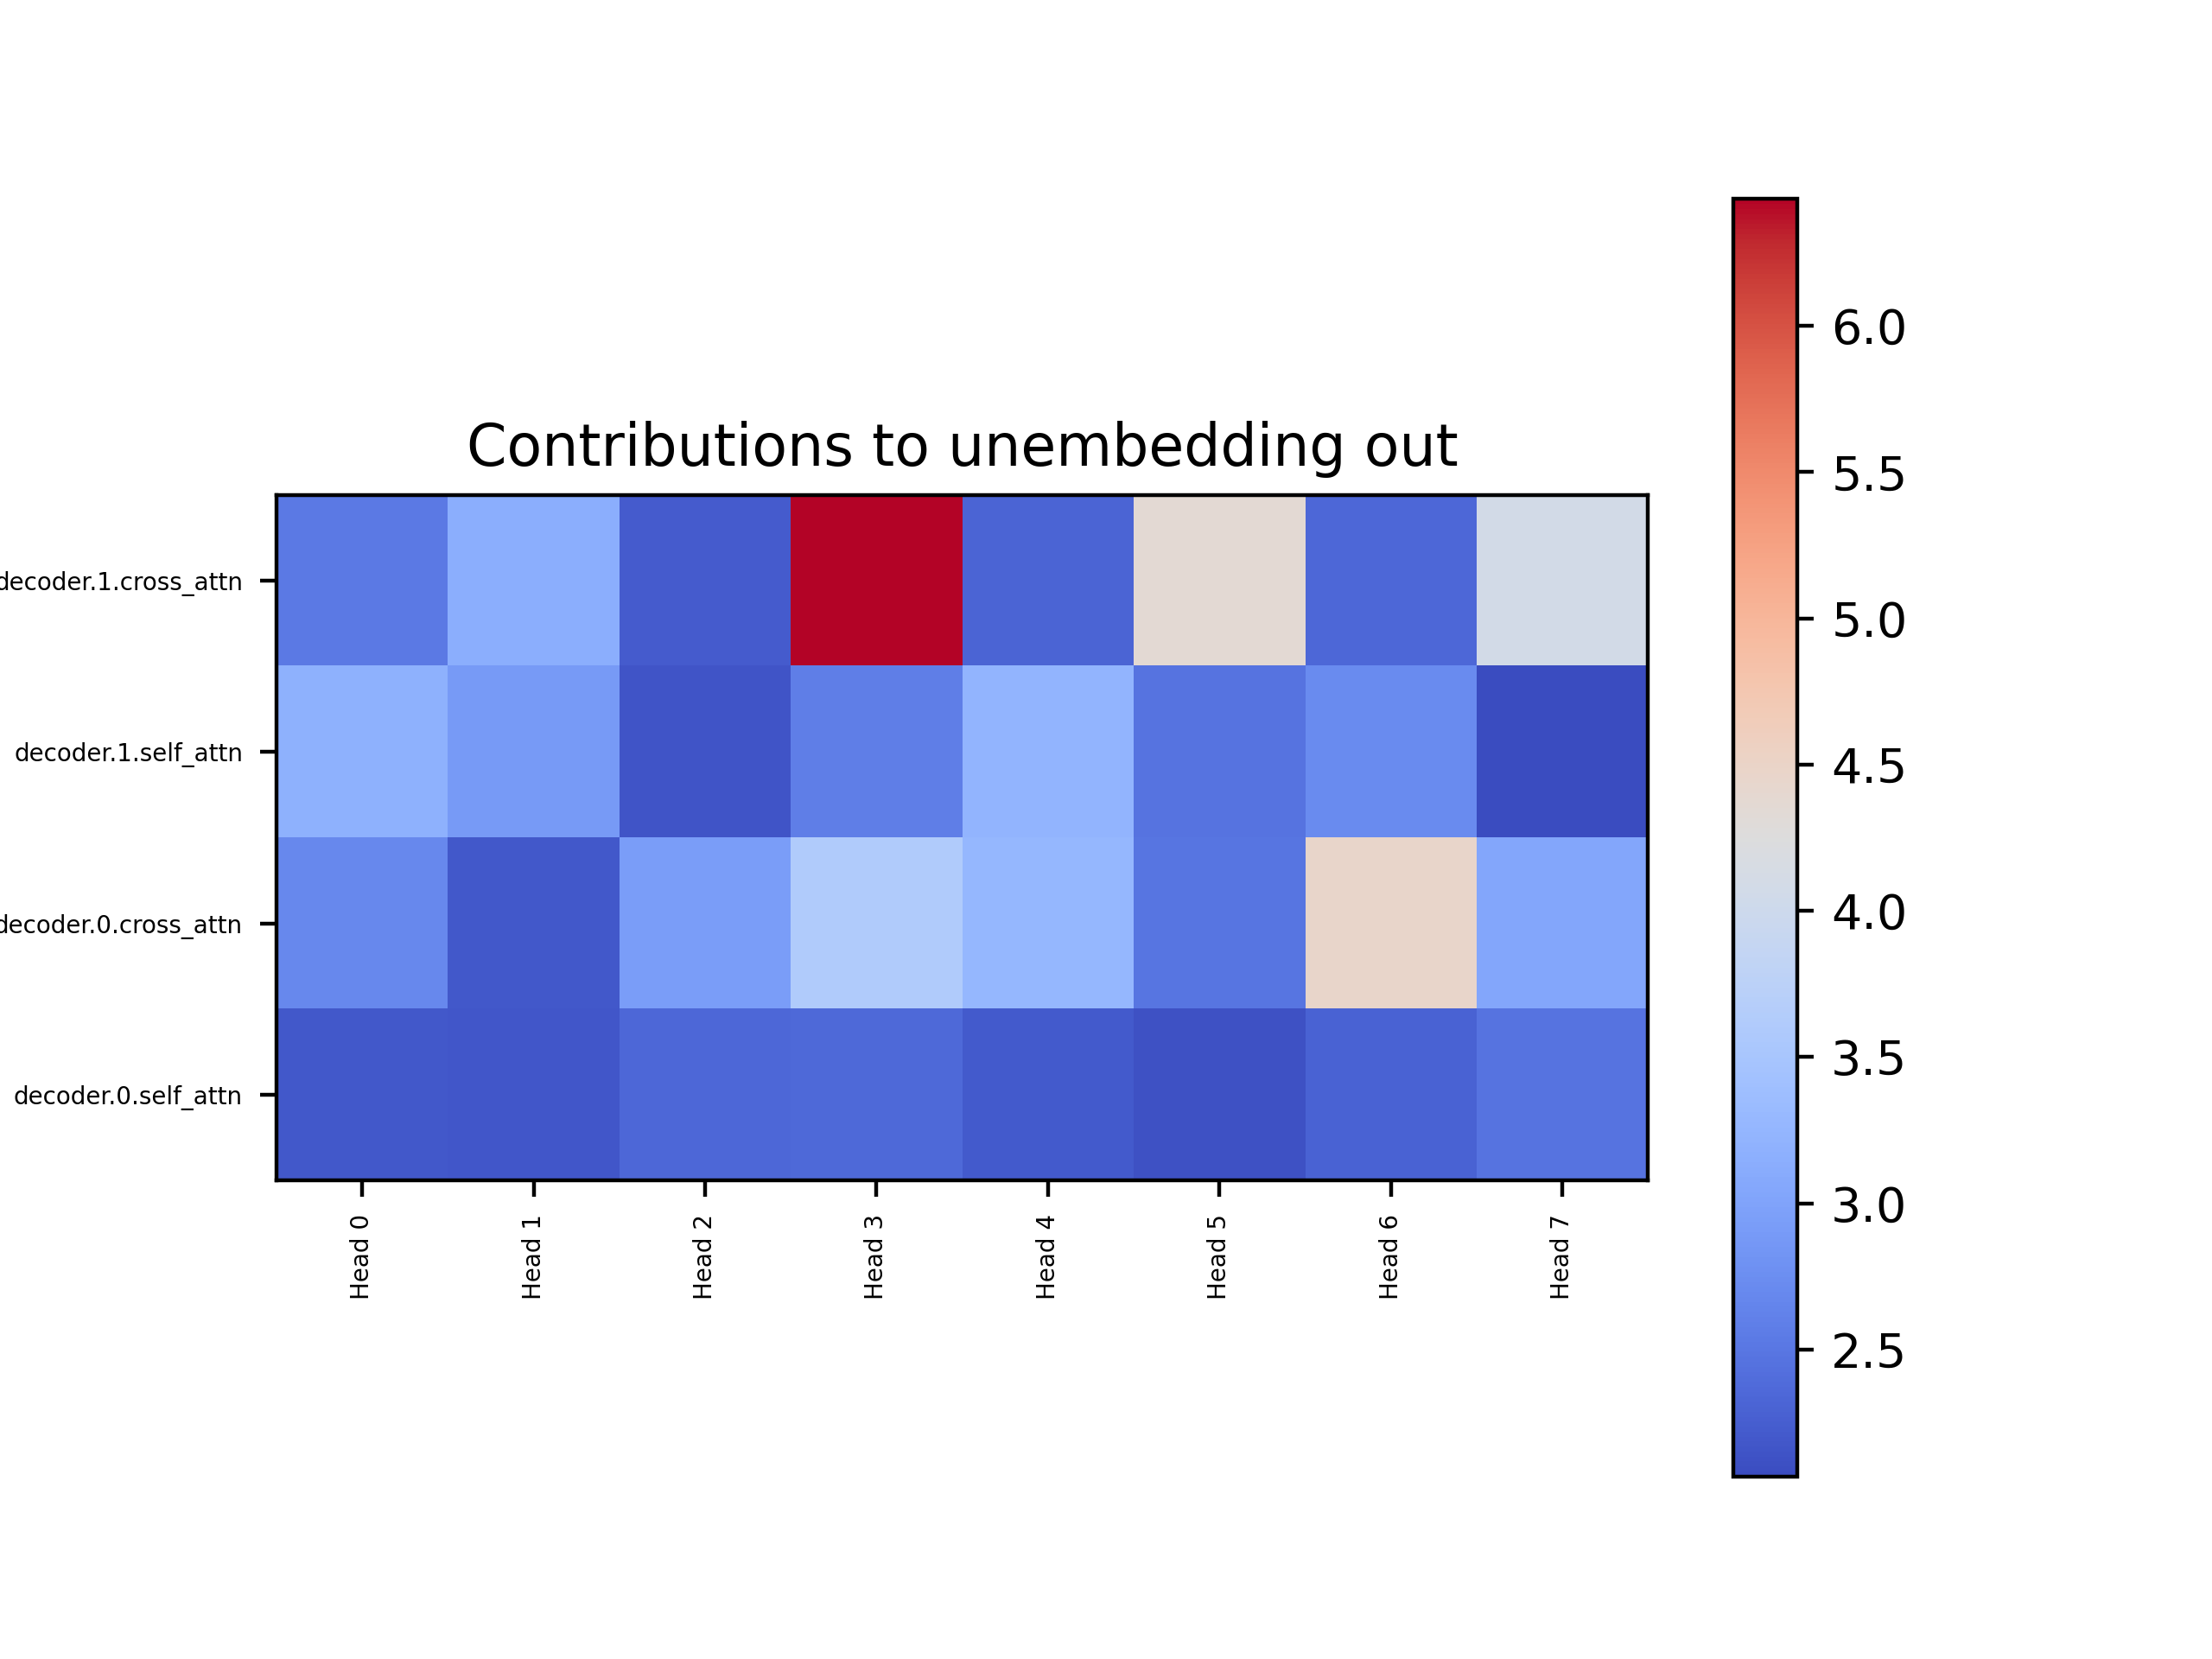 Contributions to unembedding out
decoder.1.cross_attn
decoder.1.self_attn
decoder.0.cross_attn
decoder.0.self_attn
Head 0
Head 1
Head 2
Head 3
Head 4
Head 5
Head 6
Head 7
6.0
5.5
5.0
4.5
4.0
3.5
3.0
2.5